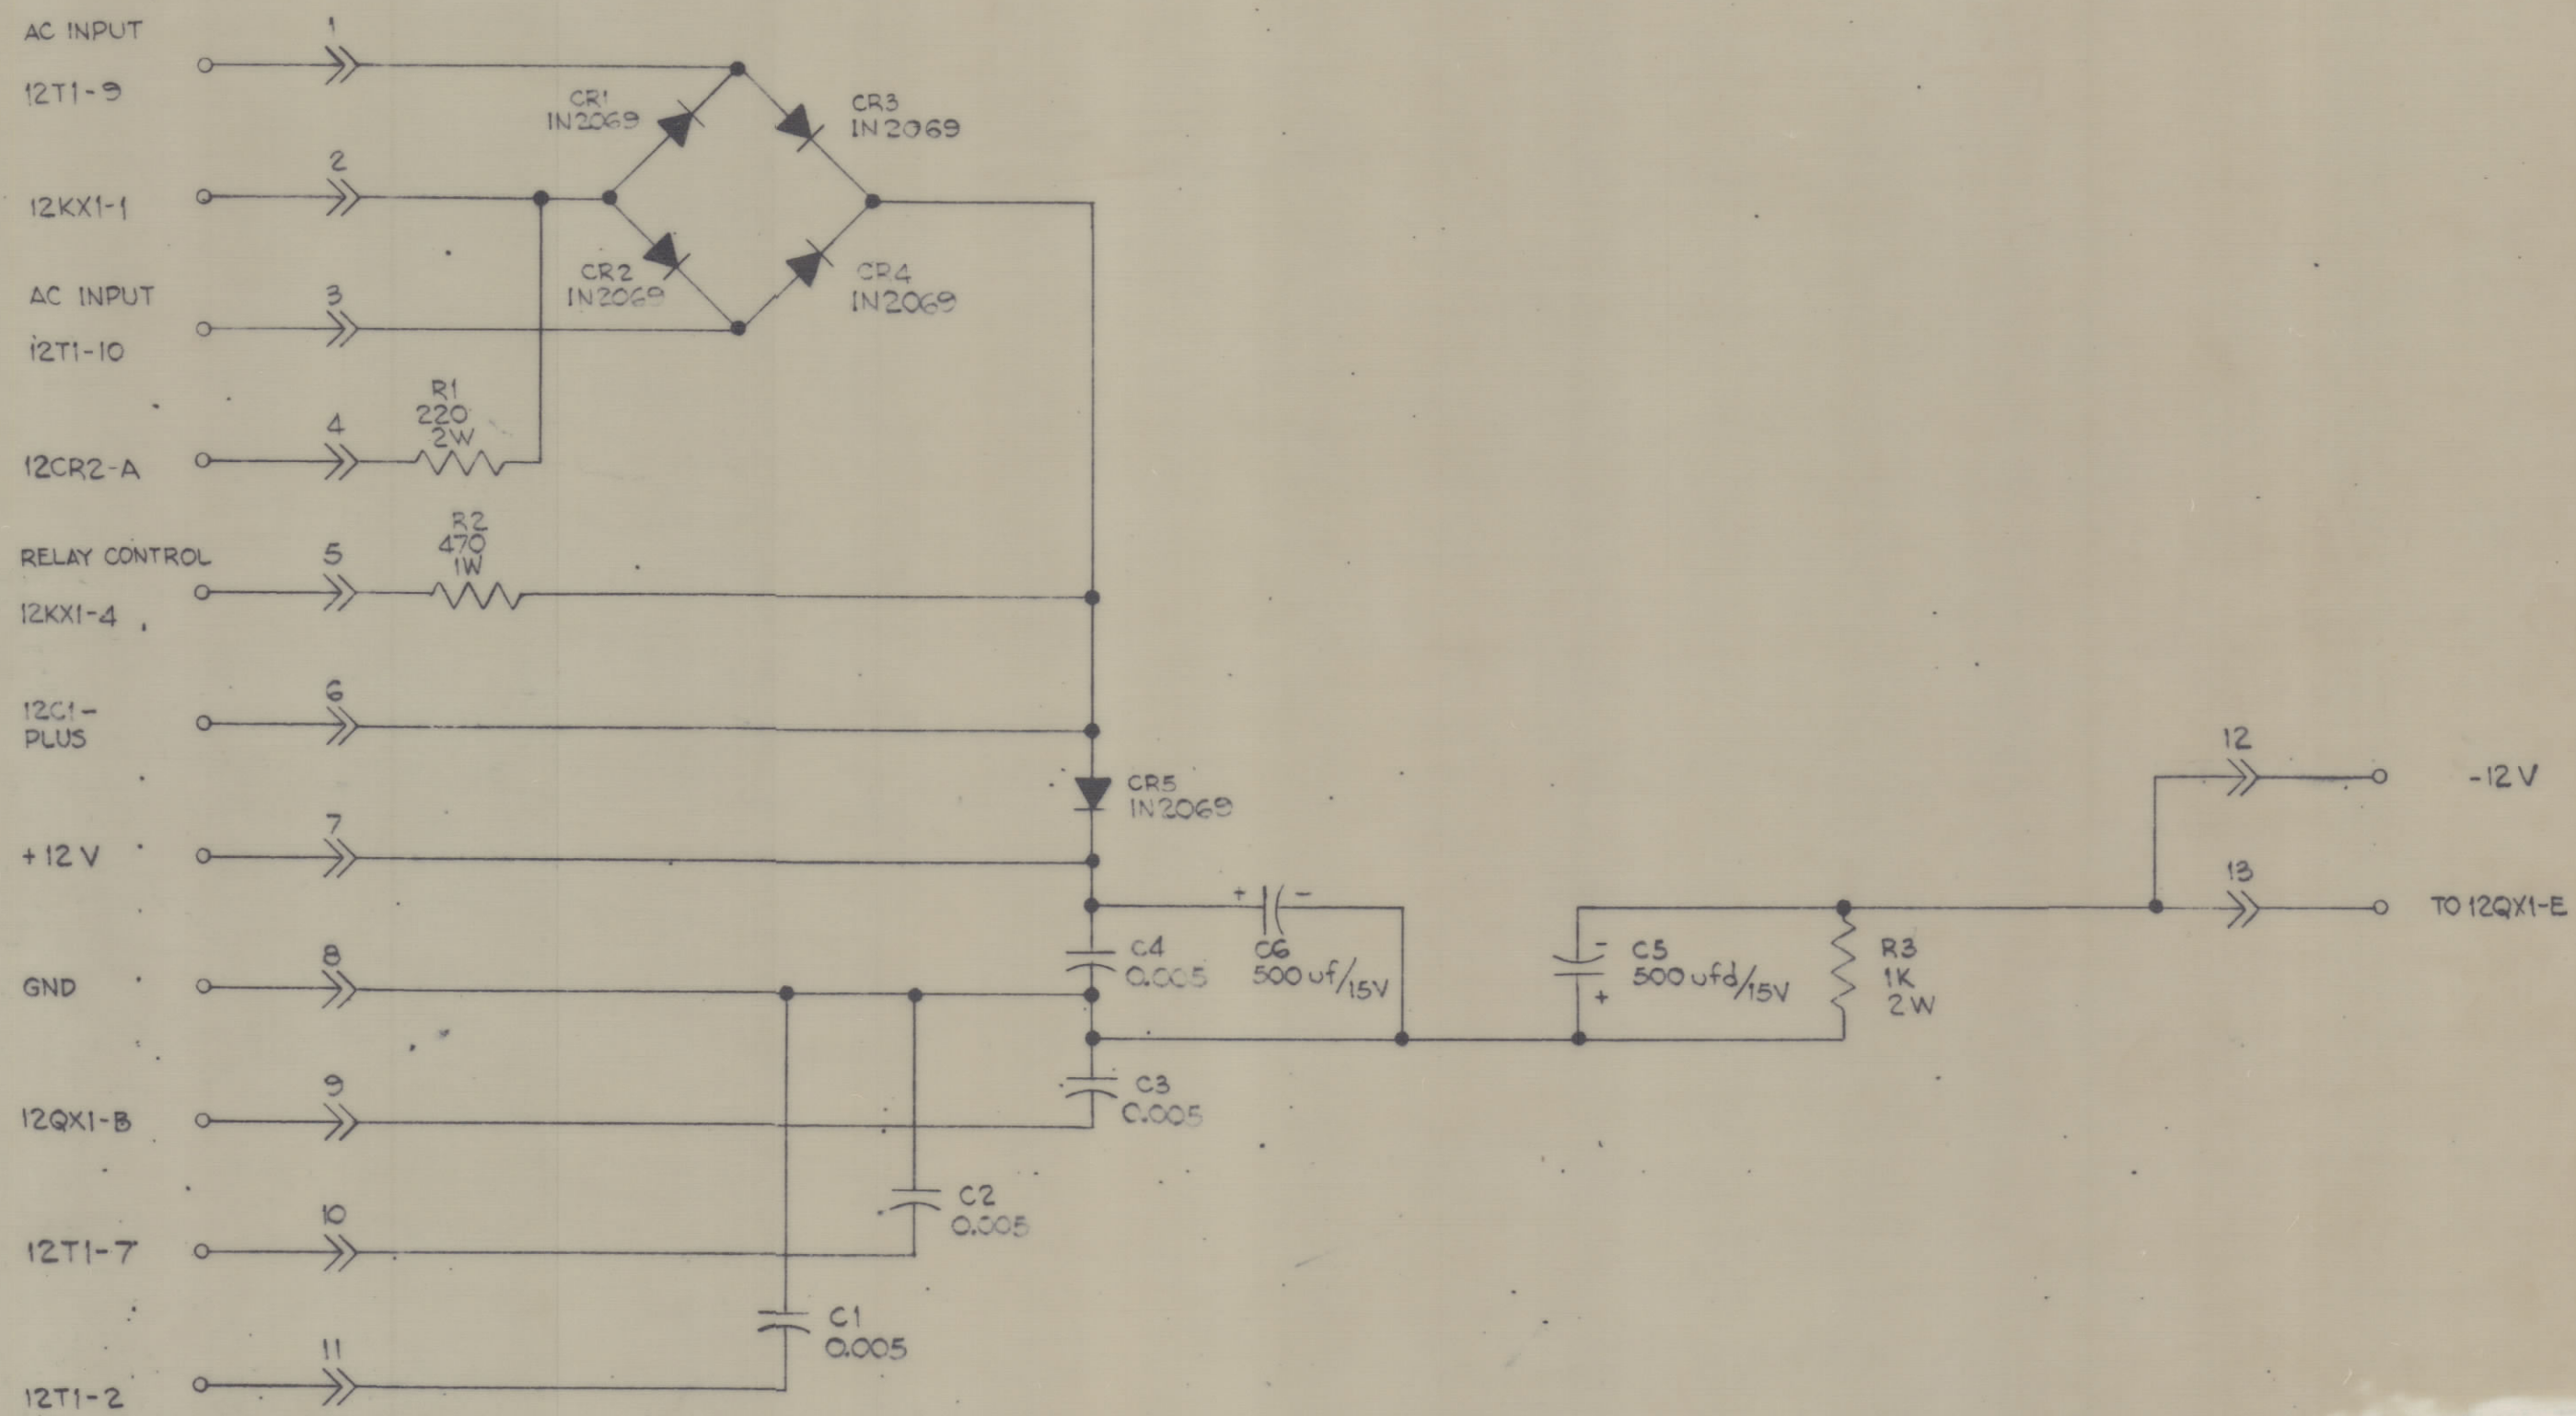 AC INPUT
1
12T1-9
CR1
IN2069
CR3
IN2069
2
12KX1-1
CR2
IN2069
CR4
IN2069
AC INPUT
3
12T1-10
R1
220
2W
4
12CR2-A
R2
470
1W
RELAY CONTROL
5
12KX1-4
6
12C1-
PLUS
CR5
IN2069
12
-12 V
7
+12 V
13
TO 12QX1-E
+ -
8
GND
C4
0.005
C6
500 uf/15V
-
C5
500 ufd/15V
+
R3
1K
2W
9
12QX1-B
C3
0.005
10
12T1-7
C2
0.005
11
12T1-2
C1
0.005